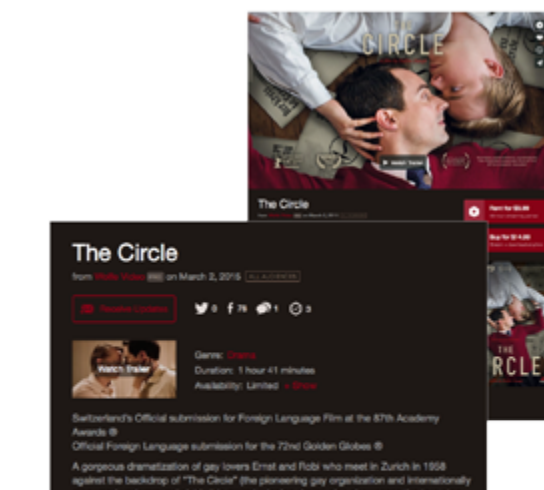 THE
CIRCLE
Watch Trailer
The Circle
Rent for $3.99
Buy for $14.99
THE
RCLE
The Circle
from Wolfe Video PRO on March 2, 2015 ALL AUDIENCES
Receive Updates
0 78 1 3
Watch Trailer
Genre: Drama
Duration: 1 hour 41 minutes
Availability: Limited + Show
Switzerland's Official submission for Foreign Language Film at the 87th Academy
Awards ®
Official Foreign Language submission for the 72nd Golden Globes ®
A gorgeous dramatization of gay lovers Ernst and Robi who meet in Zurich in 1958
against the backdrop of "The Circle" (the pioneering gay organization and internationally